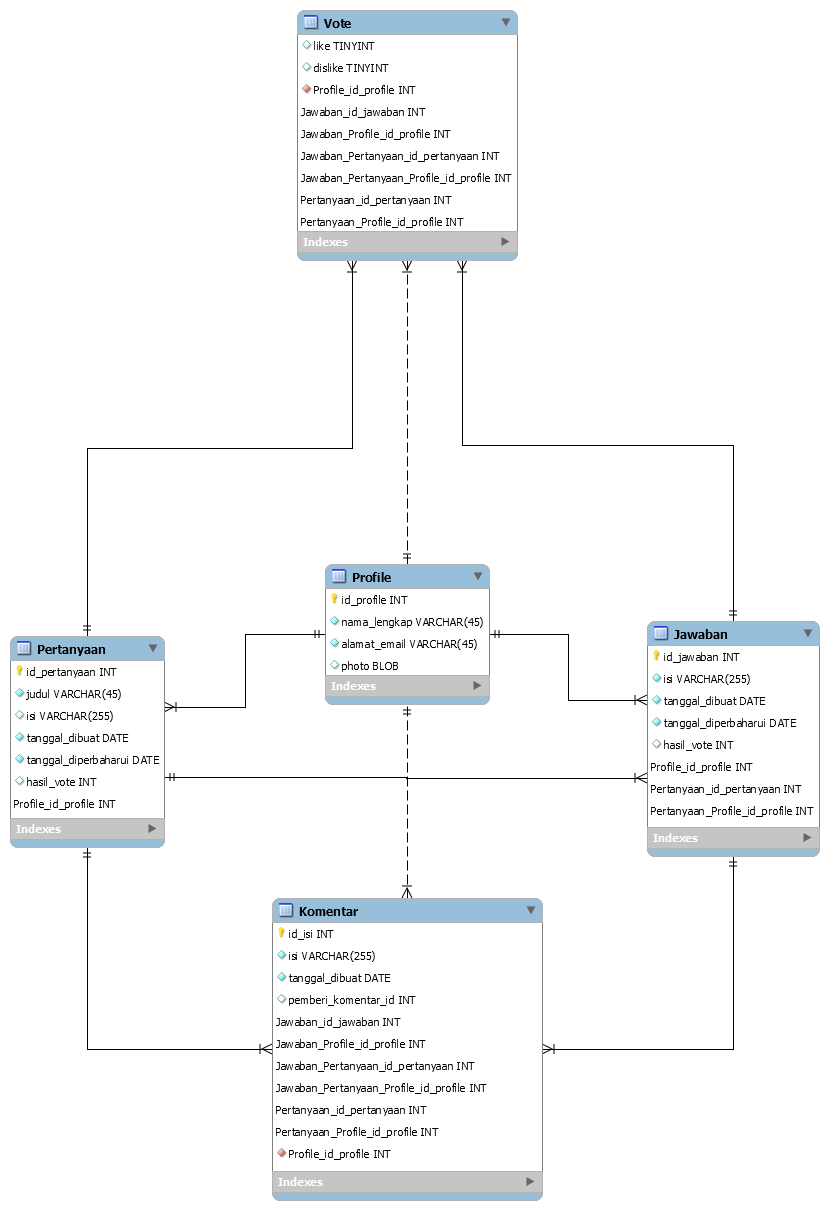 Vote
like TINYINT
dislike TINYINT
Profile_id_profile INT
Jawaban_id_jawaban INT
Jawaban_Profile_id_profile INT
Jawaban_Pertanyaan_id_pertanyaan INT
Jawaban_Pertanyaan_Profile_id_profile INT
Pertanyaan_id_pertanyaan INT
Pertanyaan_Profile_id_profile INT
Indexes
Profile
id_profile INT
nama_lengkap VARCHAR(45)
alamat_email VARCHAR(45)
photo BLOB
Indexes
Pertanyaan
id_pertanyaan INT
judul VARCHAR(45)
isi VARCHAR(255)
tanggal_dibuat DATE
tanggal_diperbaharui DATE
hasil_vote INT
Profile_id_profile INT
Indexes
Jawaban
id_jawaban INT
isi VARCHAR(255)
tanggal_dibuat DATE
tanggal_diperbaharui DATE
hasil_vote INT
Profile_id_profile INT
Pertanyaan_id_pertanyaan INT
Pertanyaan_Profile_id_profile INT
Indexes
Komentar
id_isi INT
isi VARCHAR(255)
tanggal_dibuat DATE
pemberi_komentar_id INT
Jawaban_id_jawaban INT
Jawaban_Profile_id_profile INT
Jawaban_Pertanyaan_id_pertanyaan INT
Jawaban_Pertanyaan_Profile_id_profile INT
Pertanyaan_id_pertanyaan INT
Pertanyaan_Profile_id_profile INT
Profile_id_profile INT
Indexes